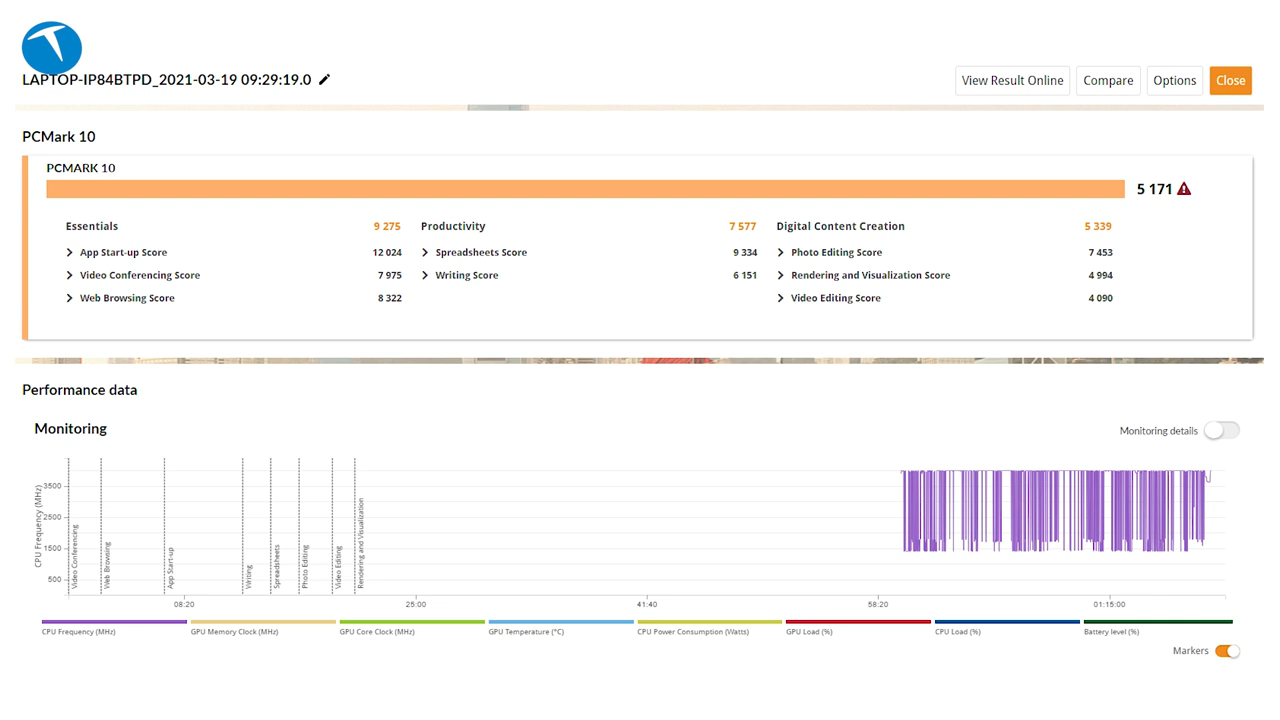 LAPTOP-IP84BTPD_2021-03-19 09:29:19.0
View Result Online Compare Options Close
PCMark 10
PCMARK 10
5 171
Essentials 9 275 Productivity 7 577 Digital Content Creation 5 339
App Start-up Score 12 024 Spreadsheets Score 9 334 Photo Editing Score 7 453
Video Conferencing Score 7 975 Writing Score 6 151 Rendering and Visualization Score 4 994
Web Browsing Score 8 322 Video Editing Score 4 090
Performance data
Monitoring
Monitoring details
CPU Frequency (MHz)
3500
2500
1500
500
Video Conferencing
Web Browsing
App Start-up
Writing
Spreadsheets
Photo Editing
Video Editing
Rendering and Visualization
08:20 25:00 41:40 58:20 01:15:00
CPU Frequency (MHz) GPU Memory Clock (MHz) GPU Core Clock (MHz) GPU Temperature (°C) CPU Power Consumption (Watts) GPU Load (%) CPU Load (%) Battery level (%)
Markers